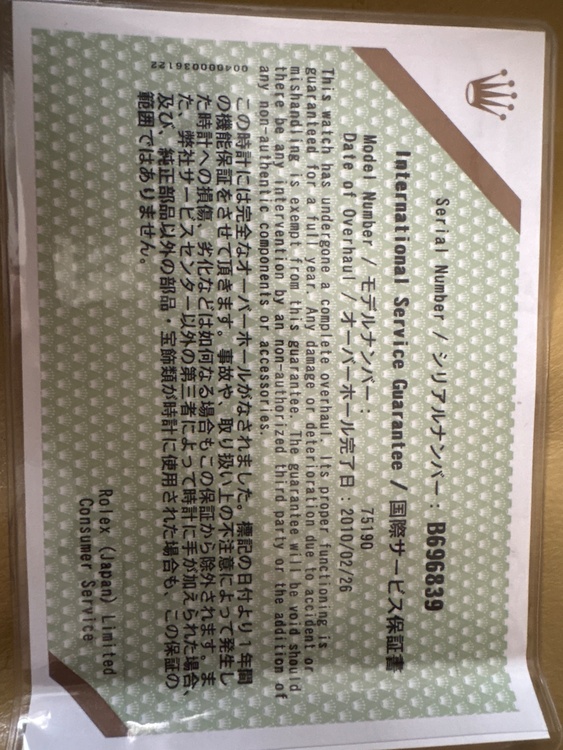 Serial Number / シリアルナンバー : B696839
International Service Guarantee / 国際サービス保証書
Model Number / モデルナンバー : 75190
Date of Overhaul / オーバーホール完了日 : 2010/02/26
This watch has undergone a complete overhaul. Its proper functioning is
guaranteed for a full year. Any damage or deterioration due to accident or
mishandling is exempt from this guarantee. The guarantee will be void should
there be any intervention by an non-authorized third party or the addition of
any non-authentic components or accessories.
この時計には完全なオーバーホールがなされました。標記の日付より1年間
の機能保証をさせて頂きます。事故や、取り扱い上の不注意によって発生し
た時計への損傷、劣化などは如何なる場合もこの保証から除外されます。ま
た、弊社サービスセンター以外の第三者によって時計に手が加えられた場合、
及び、純正部品以外の部品・宝飾類が時計に使用された場合も、この保証の
範囲ではありません。
Rolex (Japan) Limited
Consumer Service